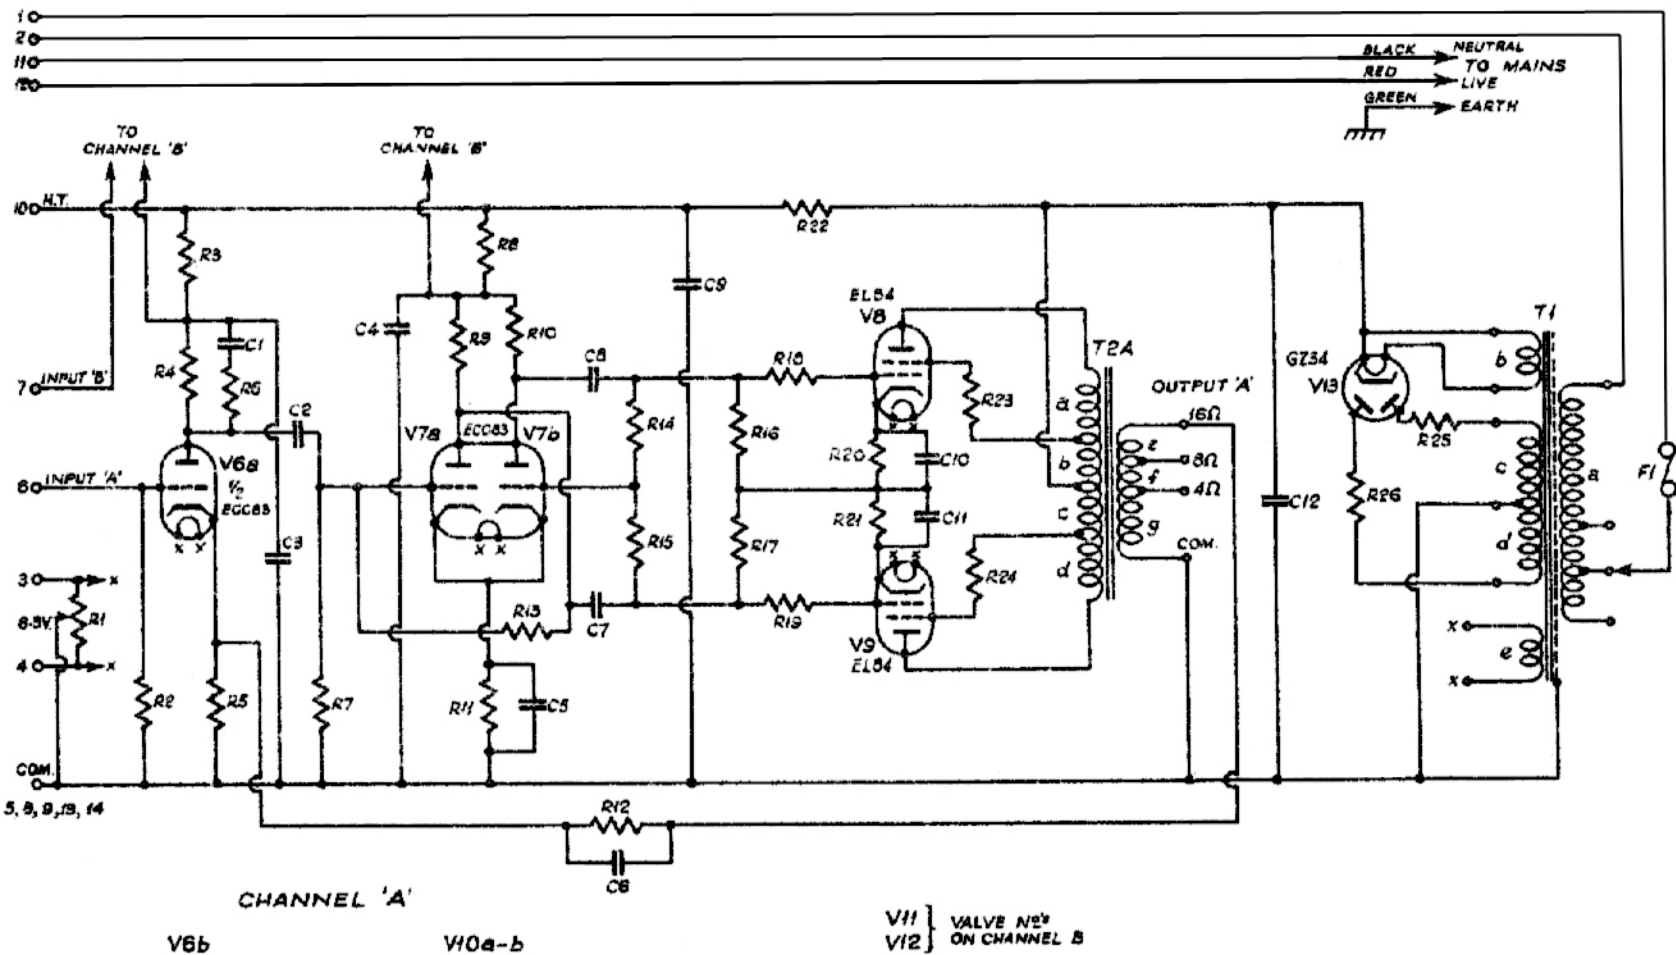 1
2
11
12
BLACK
NEUTRAL
TO MAINS
RED
LIVE
GREEN
EARTH
TO
CHANNEL 'B'
TO
CHANNEL 'B'
10
H.T.
R3
R8
R22
C9
EL84
V8
T1
C4
R9
R10
C1
R4
R6
C8
R18
T2A
GZ34
V13
b
7
INPUT 'B'
C2
R14
R16
R23
a
OUTPUT 'A'
16Ω
R25
V7a
ECC83
V7b
R20
C10
b
e
8Ω
c
a
F1
V6a
½
ECC83
6
INPUT 'A'
f
4Ω
R26
C12
R21
C11
c
g
d'
C3
R15
R17
COM.
3
x
6·3V
R1
4
x
x x
x x
x x
x x
R24
d
R13
C7
R19
V9
EL84
x
e
x
R2
R5
R7
R11
C5
COM.
5, 8, 9, 13, 14
R12
C6
CHANNEL 'A'
V6b
V10a-b
V11
V12
VALVE Nº's
ON CHANNEL B